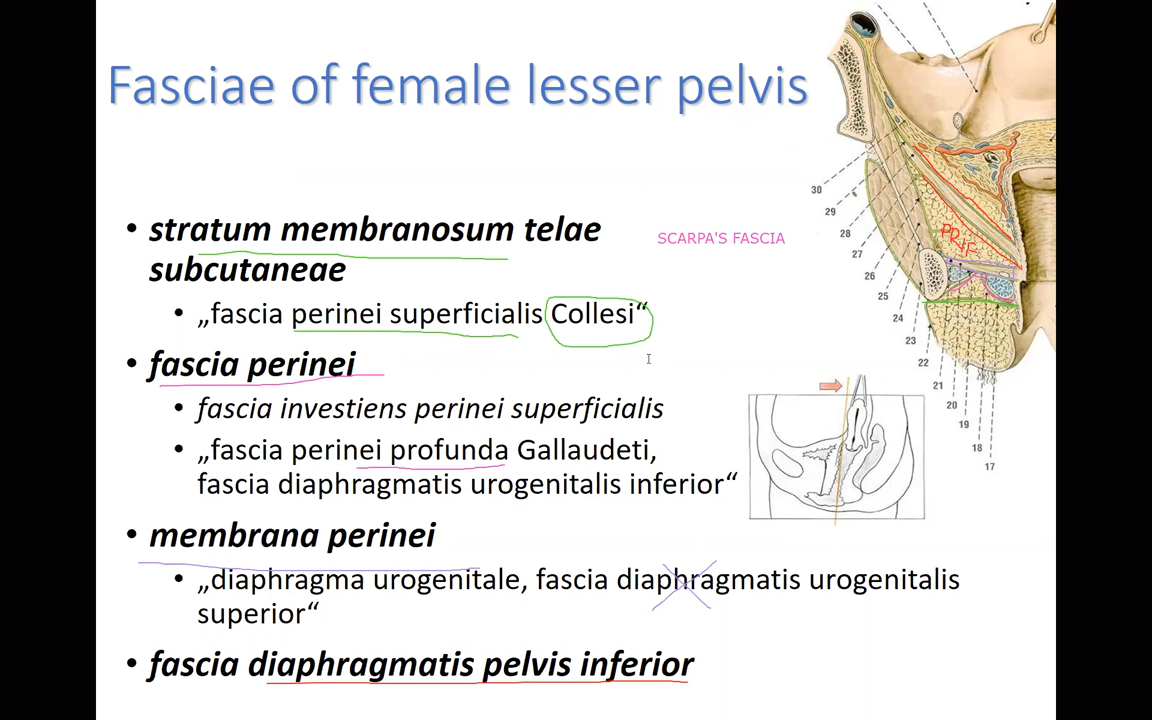 Fasciae of female lesser pelvis
• stratum membranosum telae
subcutaneae
SCARPA'S FASCIA
• „fascia perinei superficialis Collesi“
• fascia perinei
• fascia investiens perinei superficialis
• „fascia perinei profunda Gallaudeti,
fascia diaphragmatis urogenitalis inferior“
• membrana perinei
• „diaphragma urogenitale, fascia diaphragmatis urogenitalis
superior“
• fascia diaphragmatis pelvis inferior
30
29
28
27
26
25
24
23
22
21
20
19
18
17